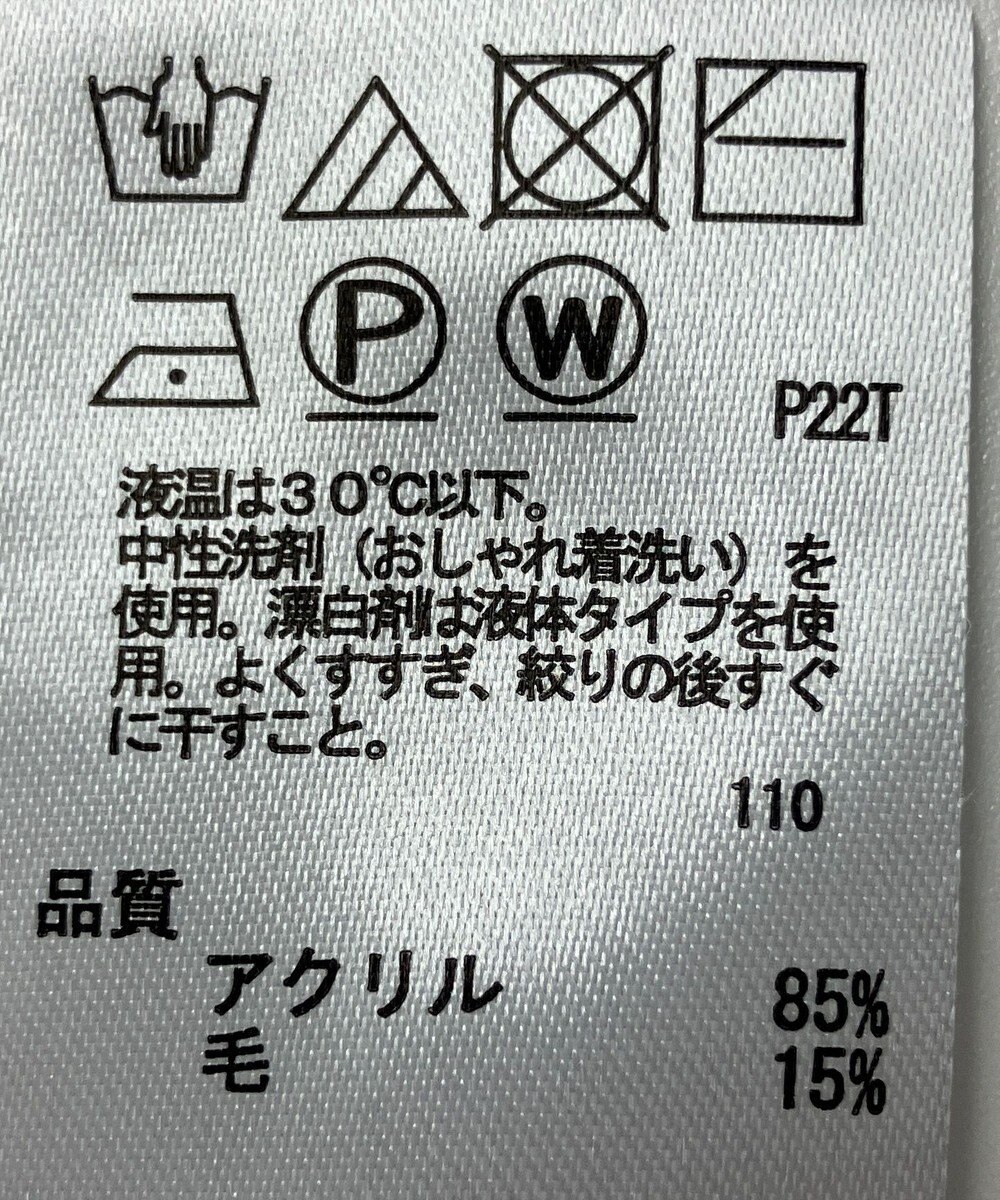 P W
P22T
液温は30℃以下。
中性洗剤（おしゃれ着洗い）を
使用。漂白剤は液体タイプを使
用。よくすすぎ、絞りの後すぐ
に干すこと。
110
品質
アクリル 85%
毛 15%